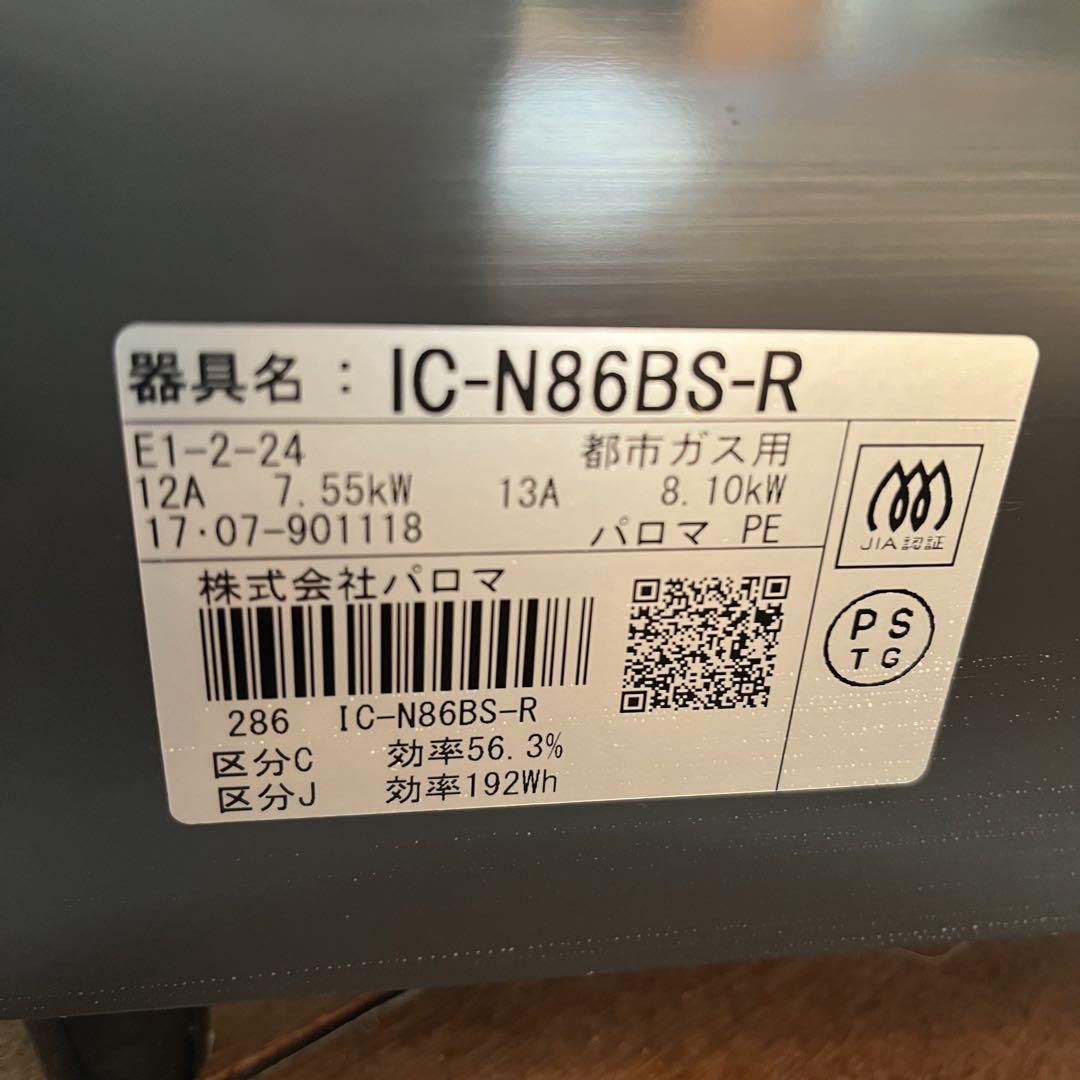 器具名：IC-N86BS-R
E1-2-24 都市ガス用
12A 7.55kW 13A 8.10kW
17・07-901118 パロマ PE
株式会社パロマ
286 IC-N86BS-R
区分C 効率56.3%
区分J 効率192Wh
JIA認証
PS
TG